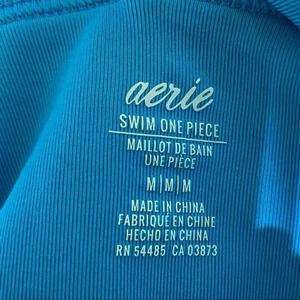 aerie
SWIM ONE PIECE
MAILLOT DE BAIN
UNE PIÈCE
M|M|M
MADE IN CHINA
FABRIQUÉ EN CHINE
HECHO EN CHINA
RN 54485 CA 03873